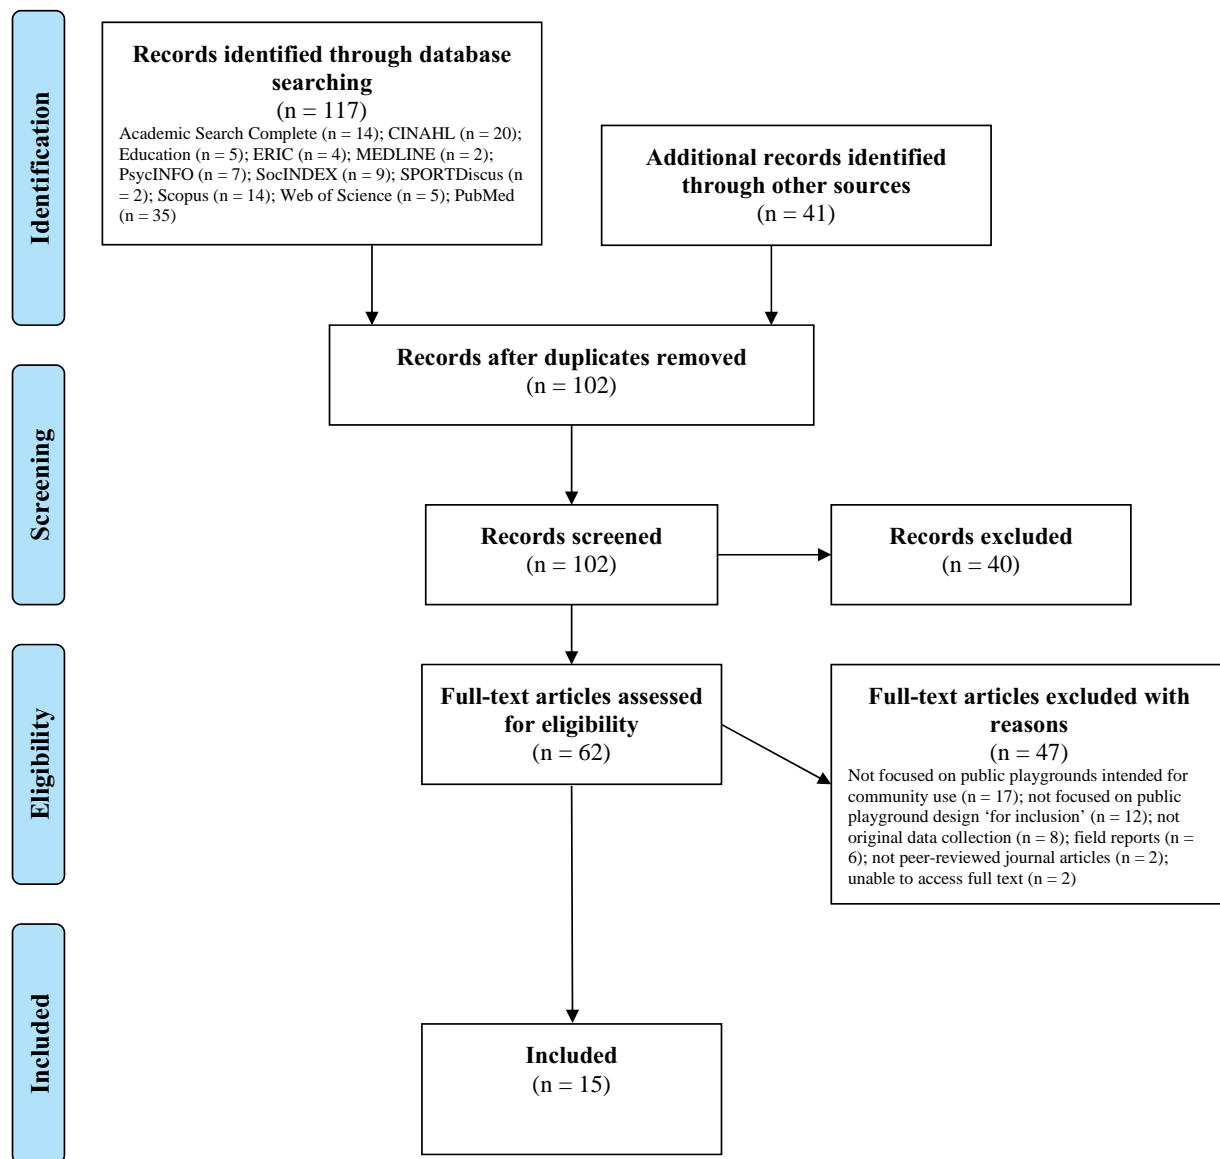 Identification
Records identified through database
searching
(n = 117)
Academic Search Complete (n = 14); CINAHL (n = 20);
Education (n = 5); ERIC (n = 4); MEDLINE (n = 2);
PsycINFO (n = 7); SocINDEX (n = 9); SPORTDiscus (n
= 2); Scopus (n = 14); Web of Science (n = 5); PubMed
(n = 35)
Additional records identified
through other sources
(n = 41)
Records after duplicates removed
(n = 102)
Screening
Records screened
(n = 102)
Records excluded
(n = 40)
Eligibility
Full-text articles assessed
for eligibility
(n = 62)
Full-text articles excluded with
reasons
(n = 47)
Not focused on public playgrounds intended for
community use (n = 17); not focused on public
playground design ‘for inclusion’ (n = 12); not
original data collection (n = 8); field reports (n =
6); not peer-reviewed journal articles (n = 2);
unable to access full text (n = 2)
Included
Included
(n = 15)